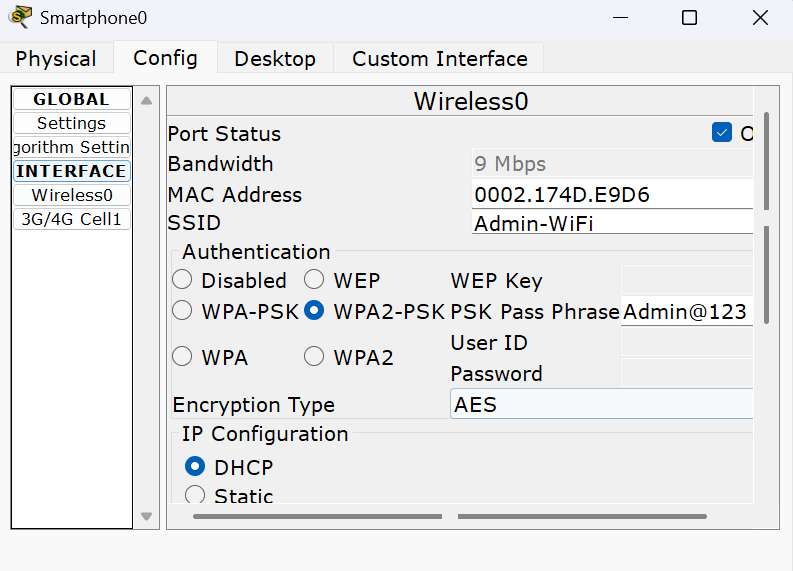 Smartphone0
Physical Config Desktop Custom Interface
GLOBAL
Settings
gorithm Settin
INTERFACE
Wireless0
3G/4G Cell1
Wireless0
Port Status O
Bandwidth 9 Mbps
MAC Address 0002.174D.E9D6
SSID Admin-WiFi
Authentication
Disabled WEP WEP Key
WPA-PSK WPA2-PSK PSK Pass Phrase Admin@123
User ID
WPA WPA2
Password
Encryption Type AES
IP Configuration
DHCP
Static